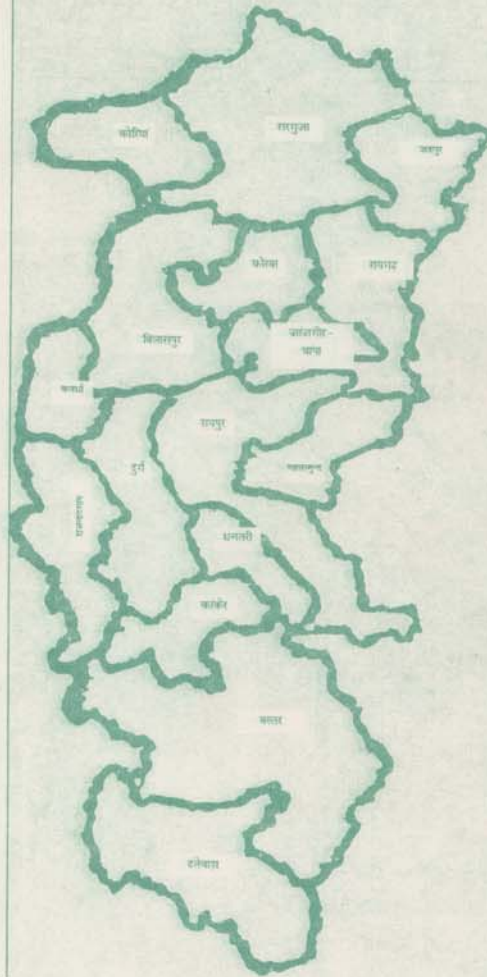 कोरिया
सरगुजा
जशपुर
कोरबा
रायगढ़
बिलासपुर
जांजगीर-
चांपा
कवर्धा
रायपुर
महासमुन्द
दुर्ग
राजनांदगांव
धमतरी
कांकेर
बस्तर
दंतेवाड़ा